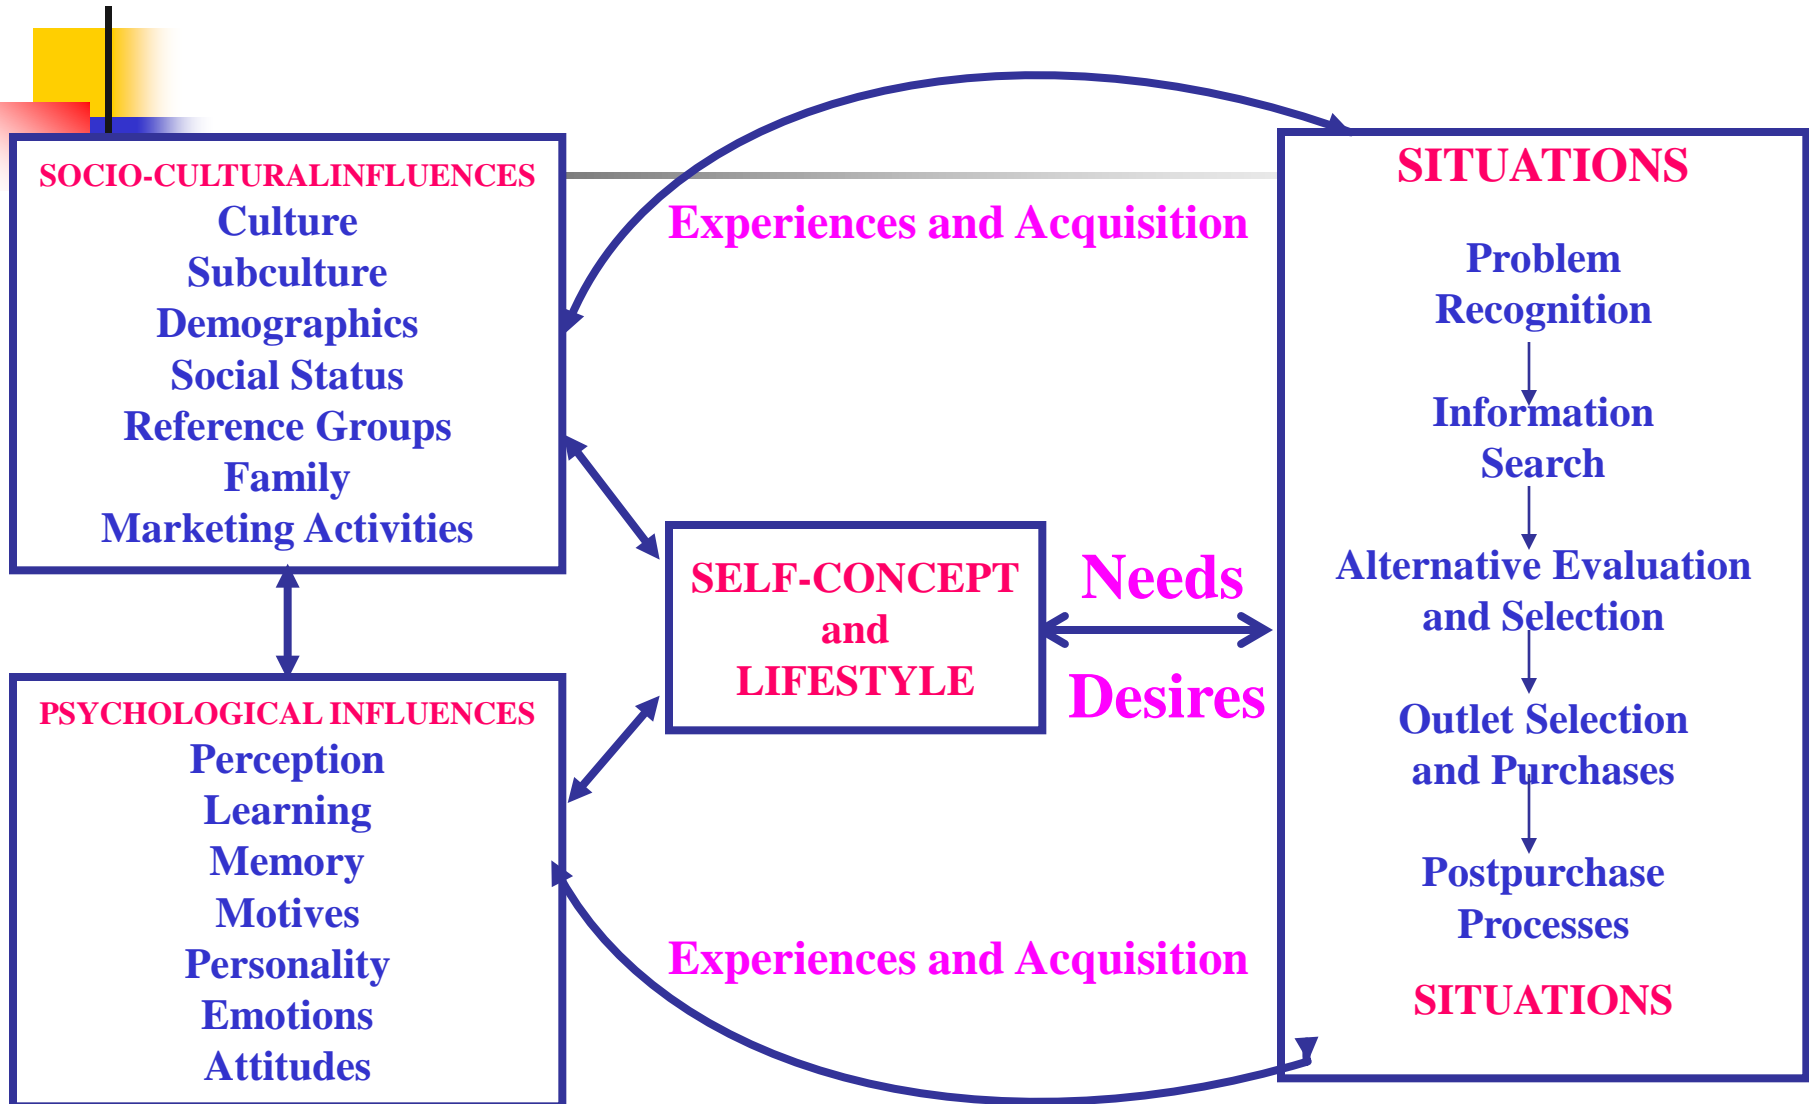 SOCIO-CULTURALINFLUENCES
Culture
Subculture
Demographics
Social Status
Reference Groups
Family
Marketing Activities
PSYCHOLOGICAL INFLUENCES
Perception
Learning
Memory
Motives
Personality
Emotions
Attitudes
Experiences and Acquisition
SELF-CONCEPT
and
LIFESTYLE
Needs
Desires
Experiences and Acquisition
SITUATIONS
Problem
Recognition
Information
Search
Alternative Evaluation
and Selection
Outlet Selection
and Purchases
Postpurchase
Processes
SITUATIONS